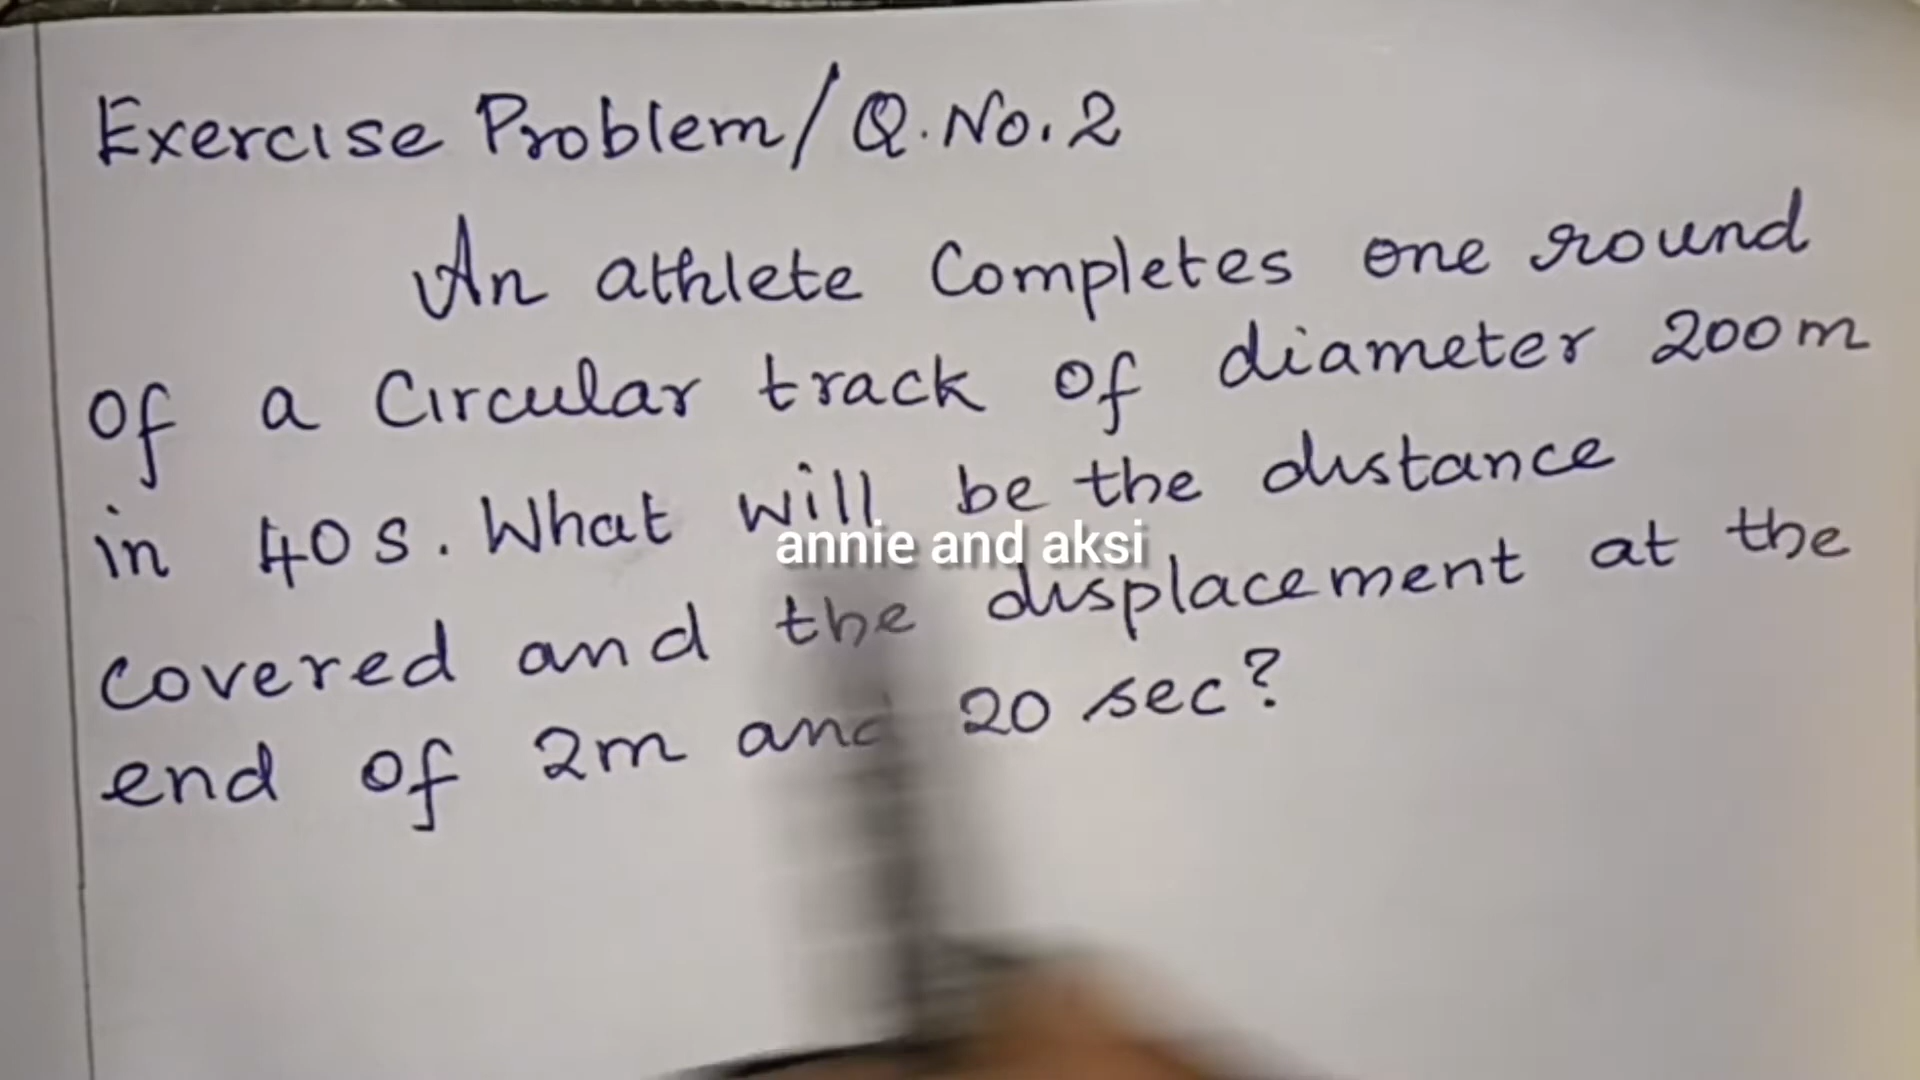 Exercise Problem/Q.No.2
An athlete Completes one round
of a Circular track of diameter 200m
in 40s. What will be the distance
annie and aksi
covered and the displacement at the
end of 2m and 20 sec?